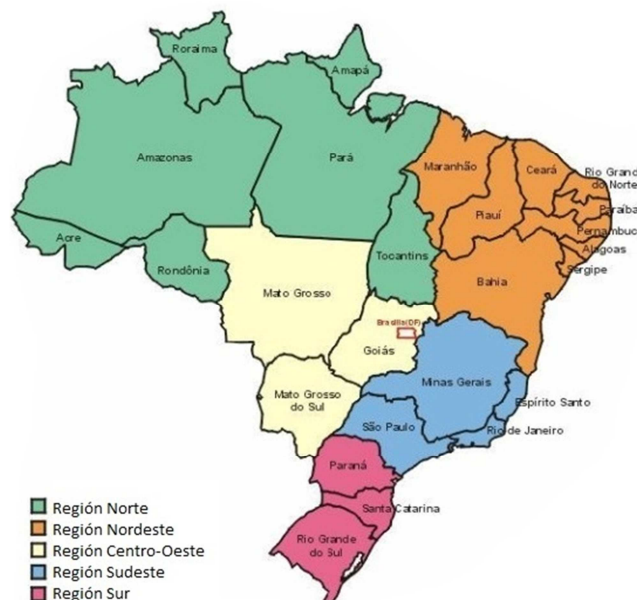 Roraima
Amapá
Amazonas
Pará
Maranhão
Ceará
Rio Grand
do Norte
Paraíba
Piauí
Pernambuc
Acre
Alagoas
Rondônia
Tocantins
Sergipe
Bahia
Mato Grosso
Brasília(DF)
Goiás
Minas Gerais
Mato Grosso
do Sul
Espírito Santo
São Paulo
Rio de Janeiro
Paraná
Santa Catarina
Rio Grande
do Sul
Región Norte
Región Nordeste
Región Centro-Oeste
Región Sudeste
Región Sur